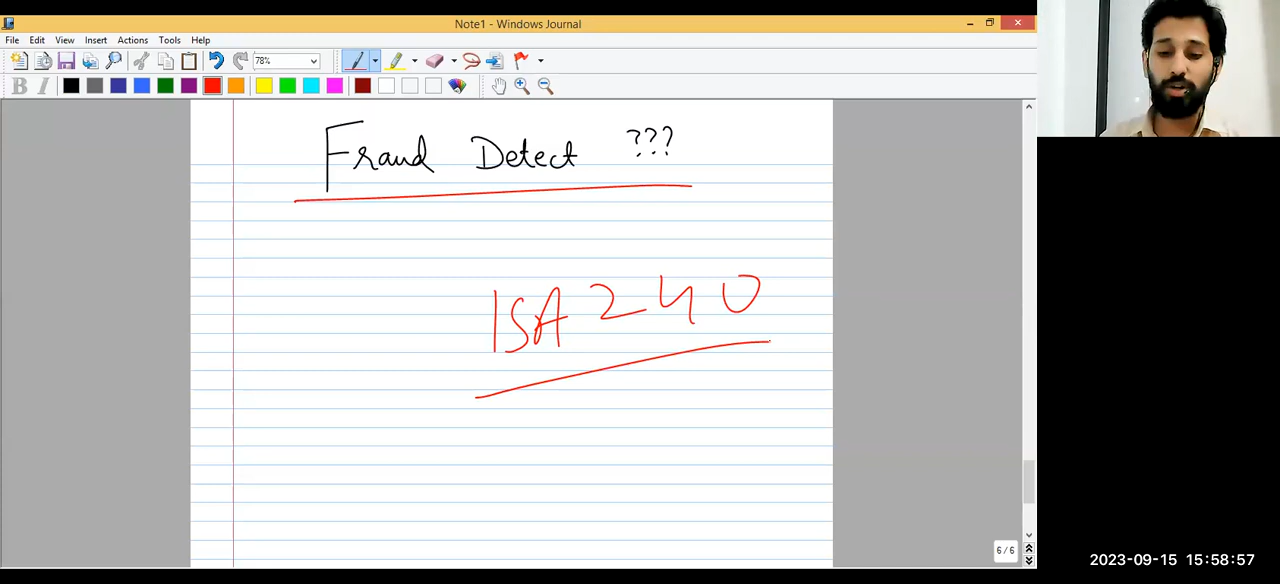 Note1 - Windows Journal
File Edit View Insert Actions Tools Help
78%
B I
Fraud Detect ???
ISA 240
6 / 6
2023-09-15 15:58:57